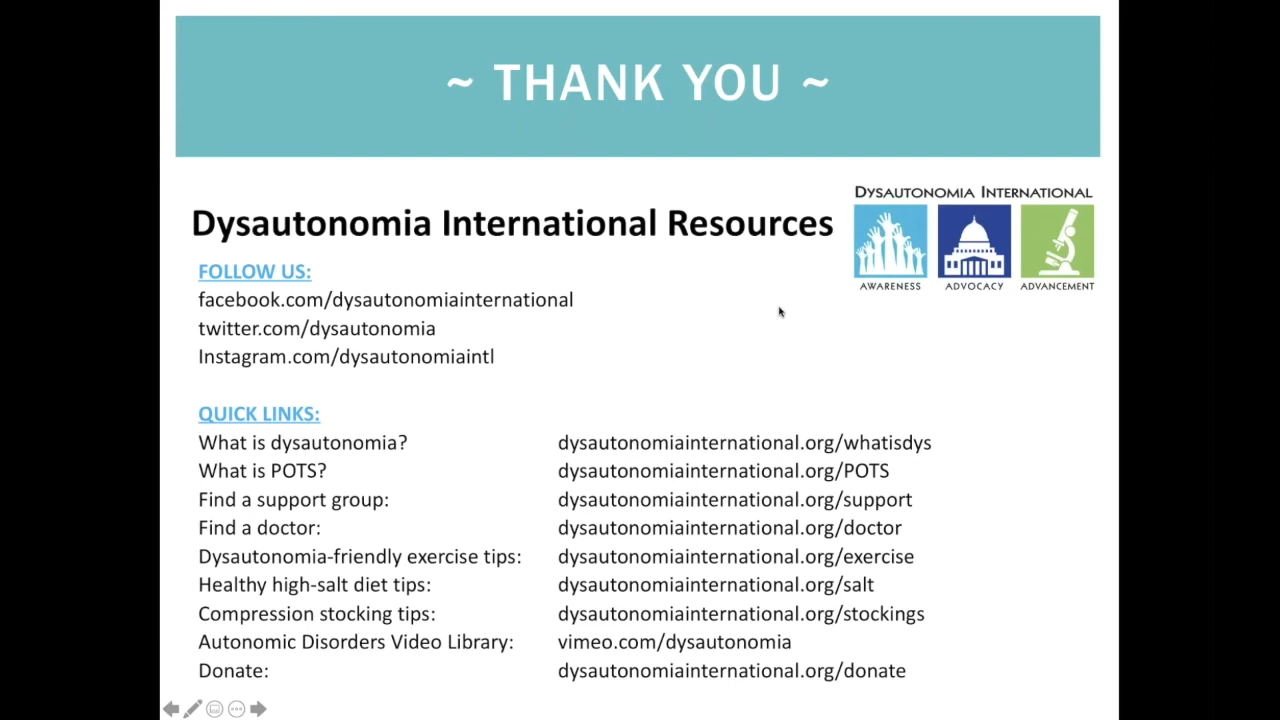 ~ THANK YOU ~
DYSAUTONOMIA INTERNATIONAL
AWARENESS ADVOCACY ADVANCEMENT
Dysautonomia International Resources
FOLLOW US:
facebook.com/dysautonomiainternational
twitter.com/dysautonomia
Instagram.com/dysautonomiaintl
QUICK LINKS:
What is dysautonomia? dysautonomiainternational.org/whatisdys
What is POTS? dysautonomiainternational.org/POTS
Find a support group: dysautonomiainternational.org/support
Find a doctor: dysautonomiainternational.org/doctor
Dysautonomia-friendly exercise tips: dysautonomiainternational.org/exercise
Healthy high-salt diet tips: dysautonomiainternational.org/salt
Compression stocking tips: dysautonomiainternational.org/stockings
Autonomic Disorders Video Library: vimeo.com/dysautonomia
Donate: dysautonomiainternational.org/donate